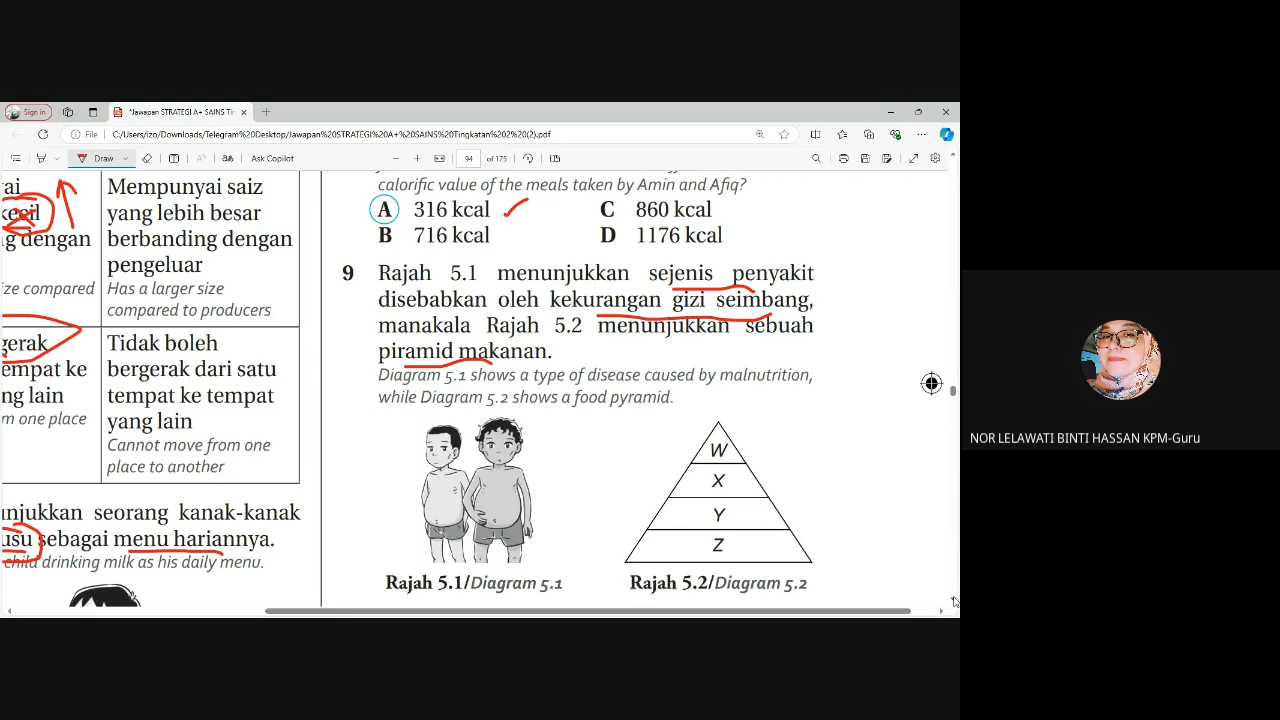 Sign in
*Jawapan STRATEGI A+ SAINS Tin
File
C:/Users/izo/Downloads/Telegram%20Desktop/Jawapan%20STRATEGI%20A+%20SAINS%20Tingkatan%202%20(2).pdf
Draw
Ask Copilot
94 of 175
kecil
g dengan
ize compared
gerak
empat ke
ng lain
m one place
Mempunyai saiz
yang lebih besar
berbanding dengan
pengeluar
Has a larger size
compared to producers
Tidak boleh
bergerak dari satu
tempat ke tempat
yang lain
Cannot move from one
place to another
unjukkan seorang kanak-kanak
usu sebagai menu hariannya.
child drinking milk as his daily menu.
calorific value of the meals taken by Amin and Afiq?
A 316 kcal C 860 kcal
B 716 kcal D 1176 kcal
9 Rajah 5.1 menunjukkan sejenis penyakit
disebabkan oleh kekurangan gizi seimbang,
manakala Rajah 5.2 menunjukkan sebuah
piramid makanan.
Diagram 5.1 shows a type of disease caused by malnutrition,
while Diagram 5.2 shows a food pyramid.
W
X
Y
Z
Rajah 5.1/Diagram 5.1
Rajah 5.2/Diagram 5.2
NOR LELAWATI BINTI HASSAN KPM-Guru